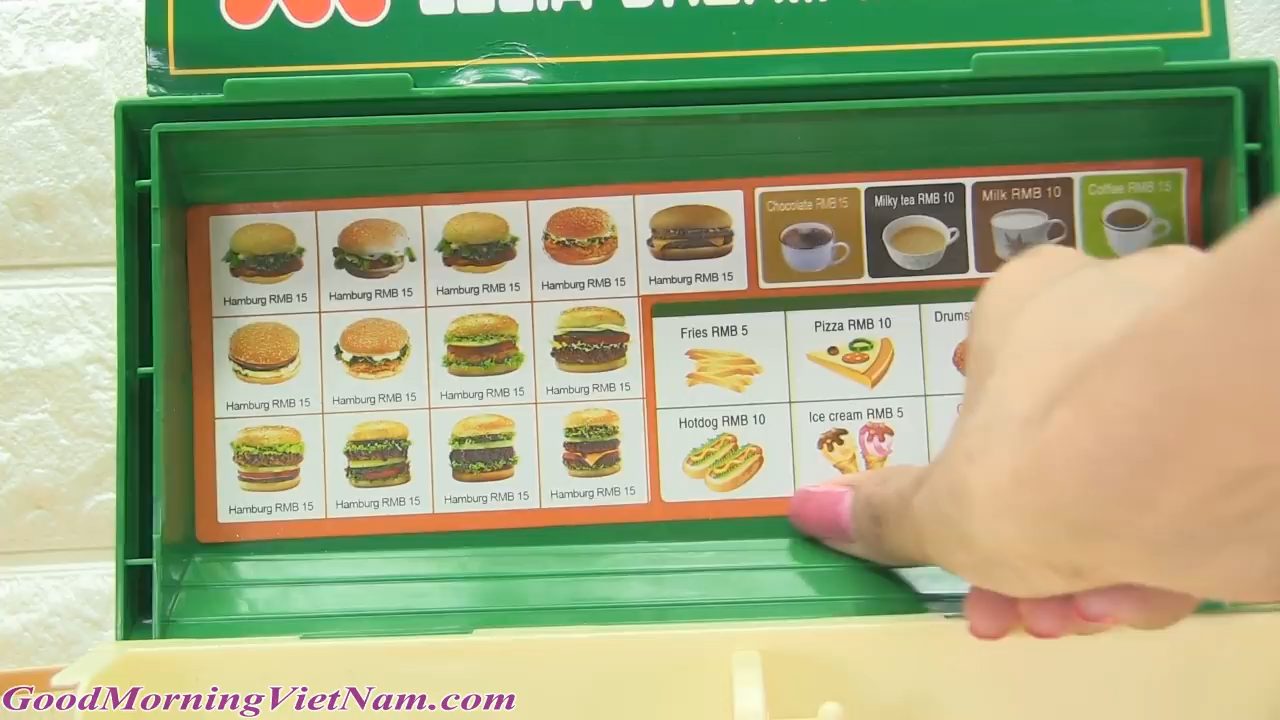 Hamburg RMB 15
Hamburg RMB 15
Hamburg RMB 15
Hamburg RMB 15
Hamburg RMB 15
Chocolate RMB 15
Milky tea RMB 10
Milk RMB 10
Coffee RMB 15
Hamburg RMB 15
Hamburg RMB 15
Hamburg RMB 15
Hamburg RMB 15
Fries RMB 5
Pizza RMB 10
Hamburg RMB 15
Hamburg RMB 15
Hamburg RMB 15
Hamburg RMB 15
Hotdog RMB 10
Ice cream RMB 5
GoodMorningVietNam.com